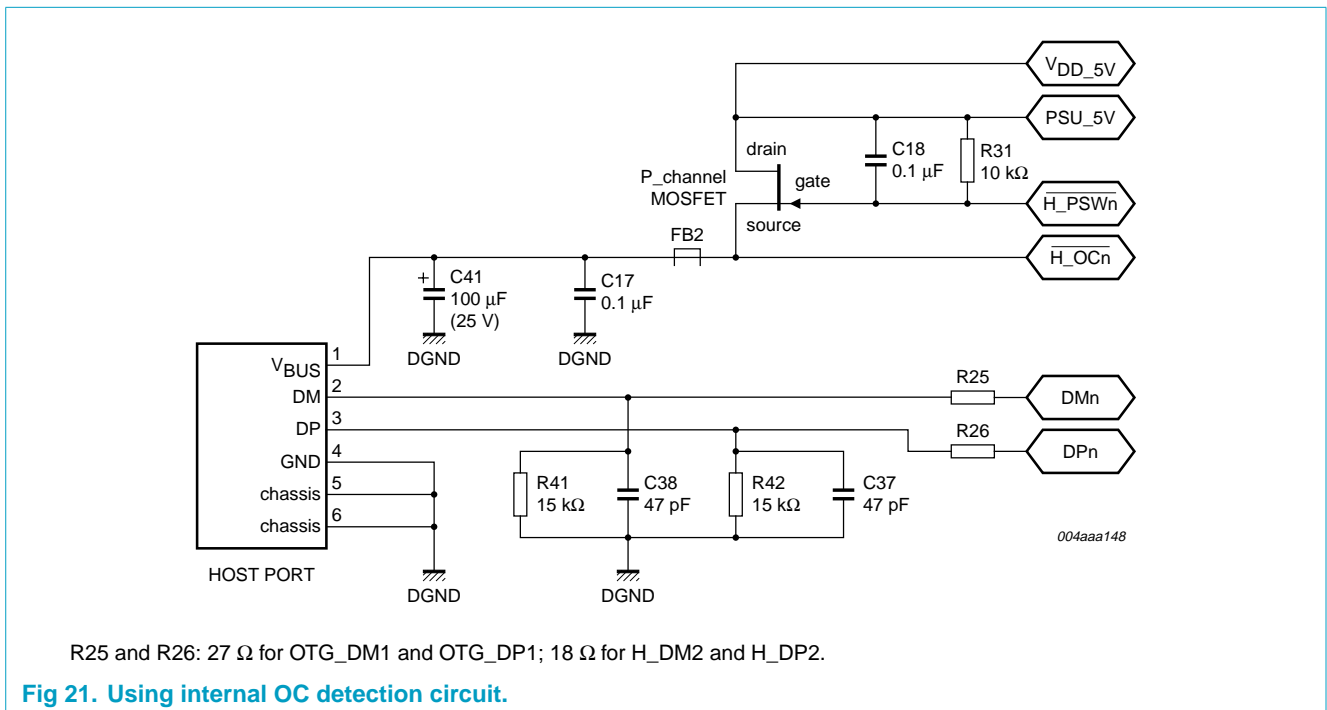 V_DD_5V
PSU_5V
drain
C18
0.1 μF
R31
10 kΩ
P_channel
MOSFET
gate
H_PSWn
source
FB2
H_OCn
+
C41
100 μF
(25 V)
C17
0.1 μF
DGND
DGND
VBUS
1
DM
2
DP
3
GND
4
chassis
5
chassis
6
HOST PORT
DGND
R25
DMn
R26
DPn
R41
15 kΩ
C38
47 pF
R42
15 kΩ
C37
47 pF
DGND
004aaa148
R25 and R26: 27 Ω for OTG_DM1 and OTG_DP1; 18 Ω for H_DM2 and H_DP2.
Fig 21. Using internal OC detection circuit.